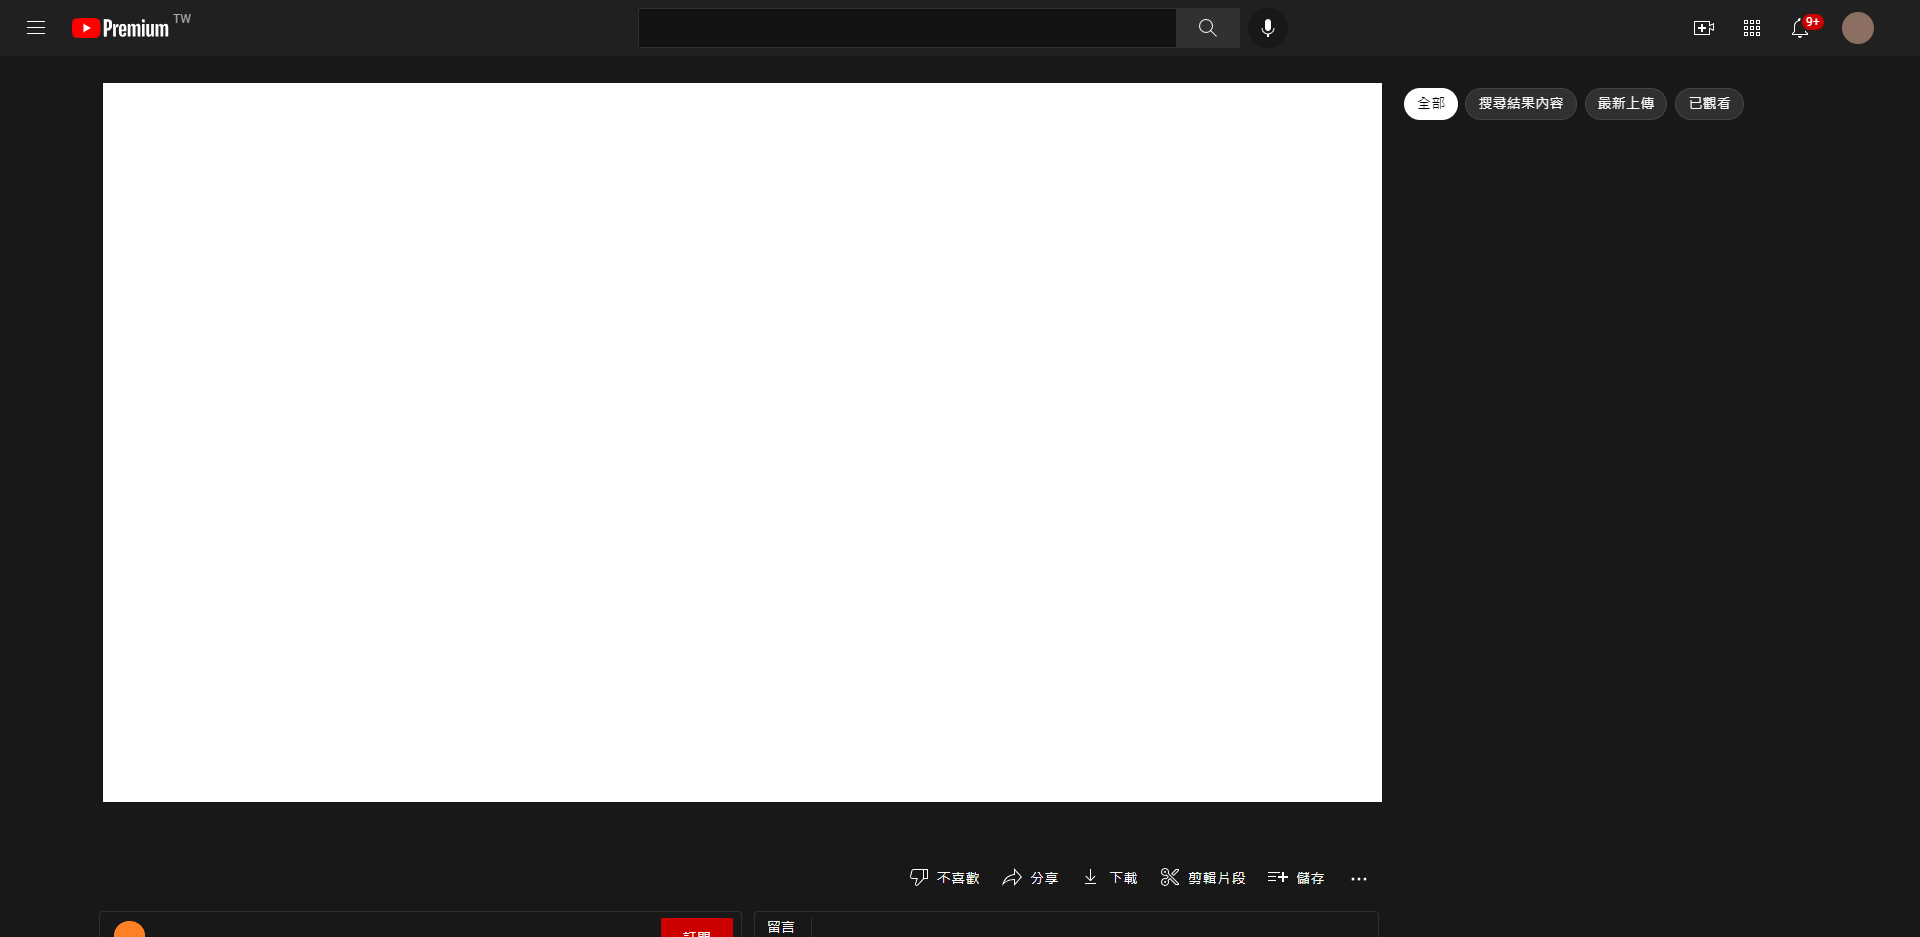 Premium TW
9+
全部 搜尋結果內容 最新上傳 已觀看
不喜歡 分享 下載 剪輯片段 儲存
留言